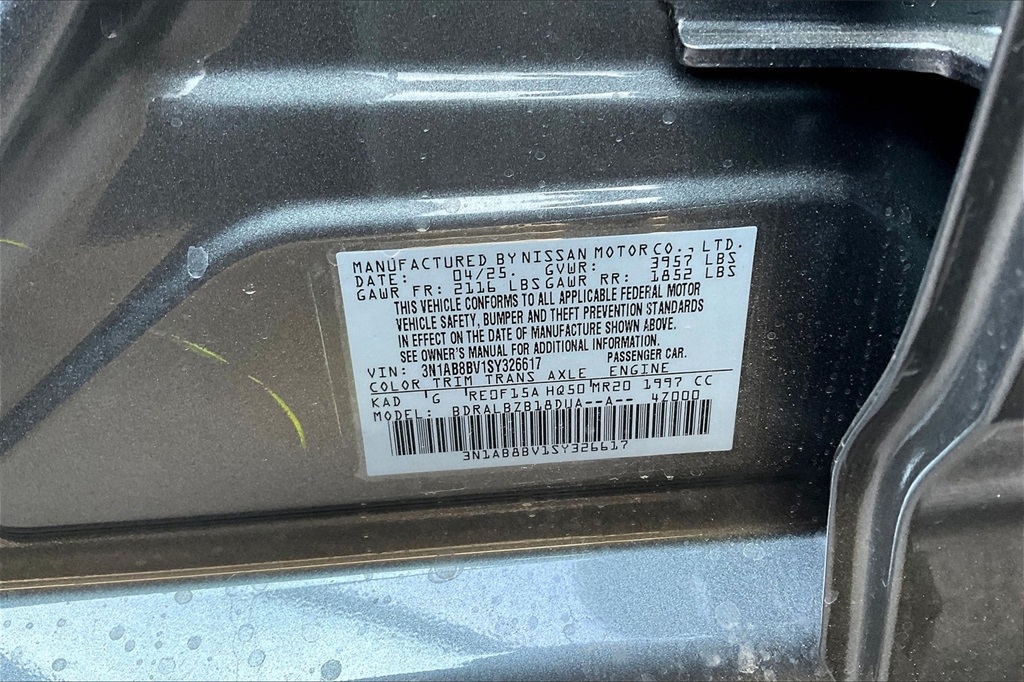 MANUFACTURED BY NISSAN MOTOR CO., LTD.
DATE: 04/25. GVWR: 3957 LBS
GAWR FR: 2116 LBS GAWR RR: 1852 LBS
THIS VEHICLE CONFORMS TO ALL APPLICABLE FEDERAL MOTOR
VEHICLE SAFETY, BUMPER AND THEFT PREVENTION STANDARDS
IN EFFECT ON THE DATE OF MANUFACTURE SHOWN ABOVE.
SEE OWNER'S MANUAL FOR ADDITIONAL INFORMATION.
VIN: 3N1AB8BV1SY326617 PASSENGER CAR.
COLOR TRIM TRANS AXLE ENGINE
KAD G RE0F15A HQ50 MR20 1997 CC
MODEL: BDRALBZB18DUA--A-- 4Z000
3N1AB8BV1SY326617